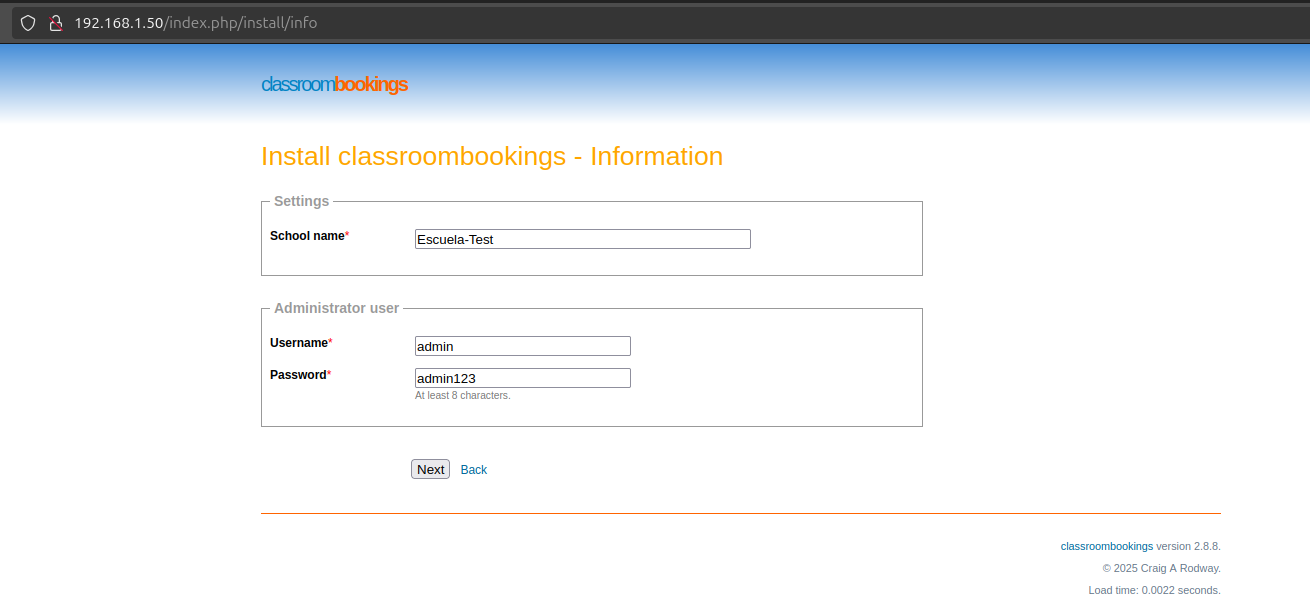 192.168.1.50/index.php/install/info
classroombookings
Install classroombookings - Information
Settings
School name*
Escuela-Test
Administrator user
Username*
admin
Password*
admin123
At least 8 characters.
Next Back
classroombookings version 2.8.8.
© 2025 Craig A Rodway.
Load time: 0.0022 seconds.